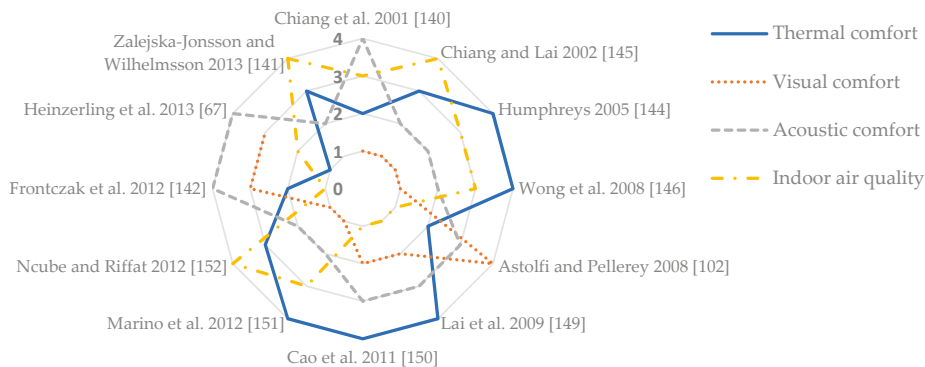 Chiang et al. 2001 [140]
Chiang and Lai 2002 [145]
Humphreys 2005 [144]
Wong et al. 2008 [146]
Astolfi and Pellerey 2008 [102]
Lai et al. 2009 [149]
Cao et al. 2011 [150]
Marino et al. 2012 [151]
Ncube and Riffat 2012 [152]
Frontczak et al. 2012 [142]
Heinzerling et al. 2013 [67]
Zalejska-Jonsson and
Wilhelmsson 2013 [141]
4
3
2
1
0
Thermal comfort
Visual comfort
Acoustic comfort
Indoor air quality